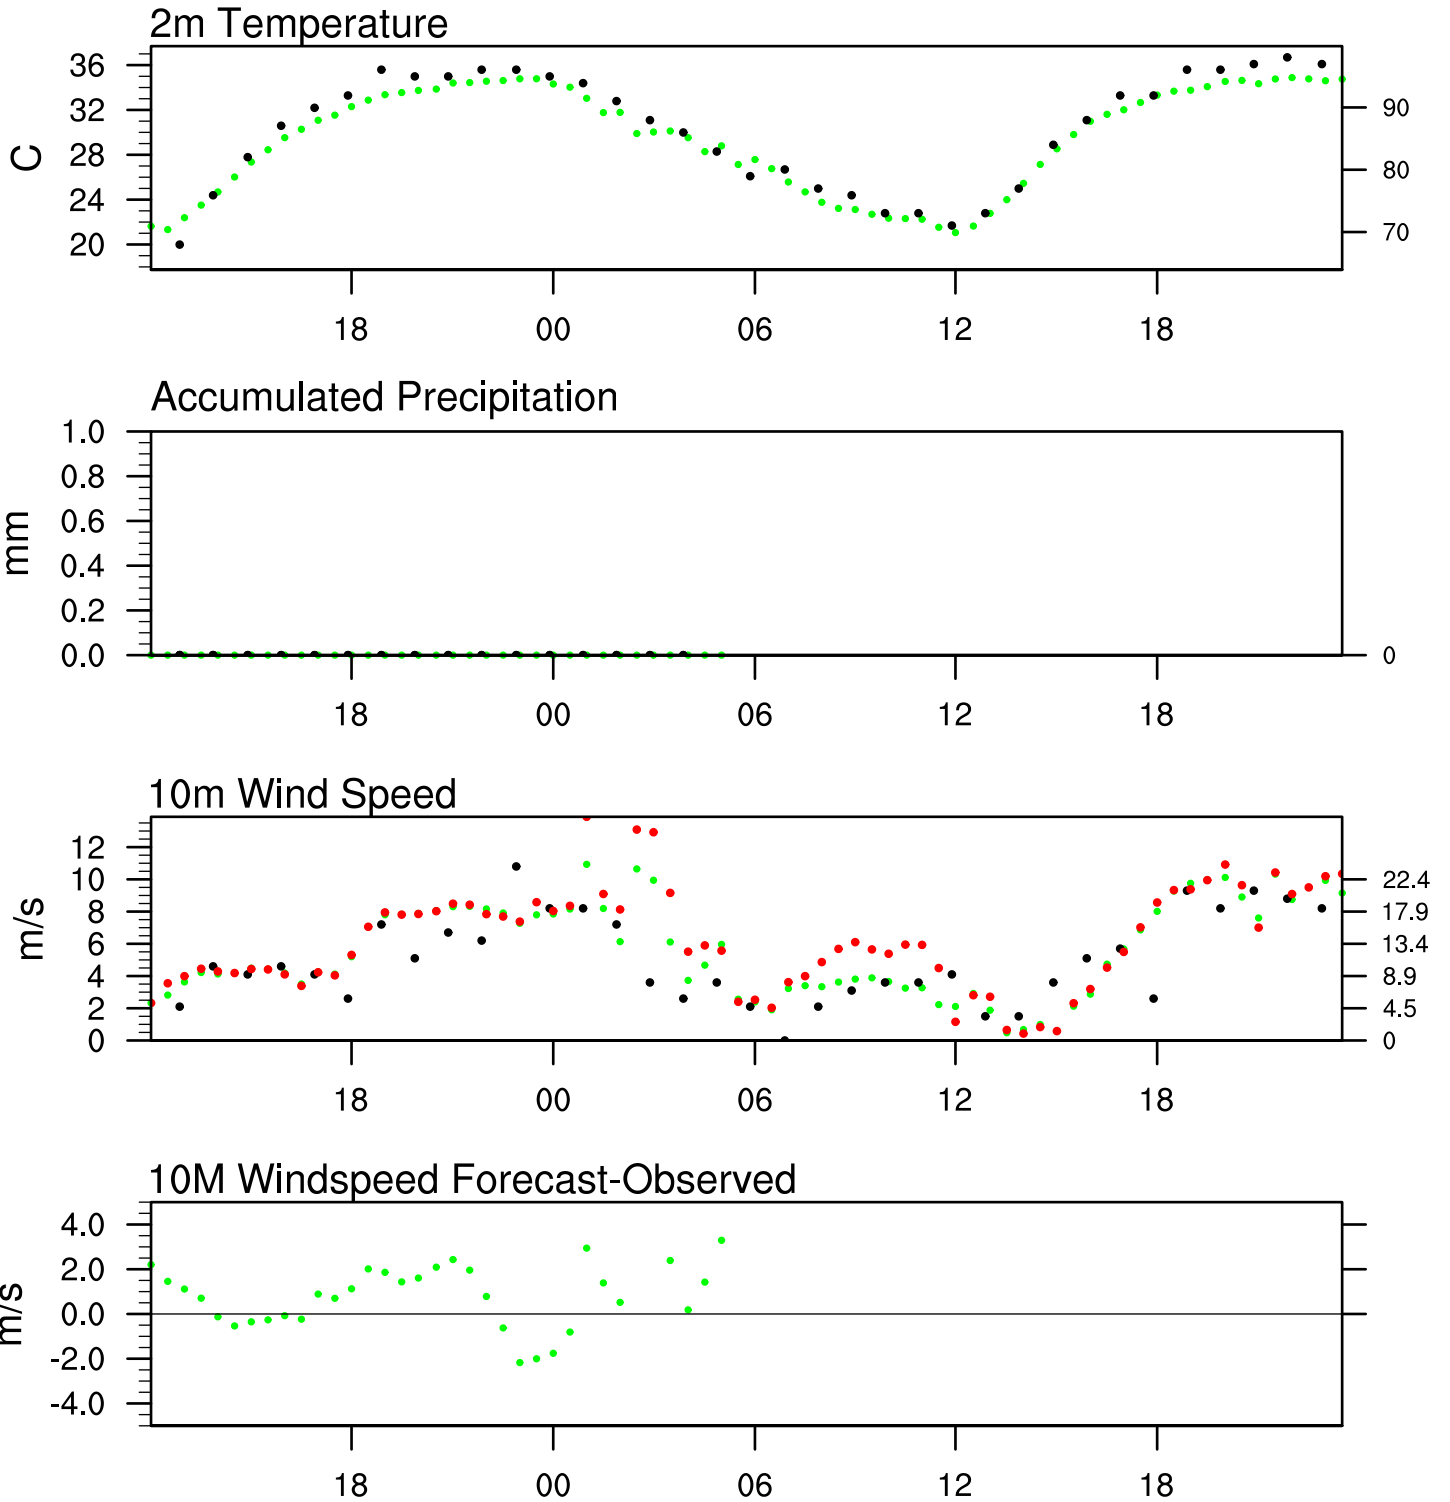 2m Temperature
36
32
28
24
20
C
90
80
70
18 00 06 12 18
Accumulated Precipitation
1.0
0.8
0.6
0.4
0.2
0.0
mm
0
18 00 06 12 18
10m Wind Speed
12
10
8
6
4
2
0
m/s
22.4
17.9
13.4
8.9
4.5
0
18 00 06 12 18
10M Windspeed Forecast-Observed
4.0
2.0
0.0
-2.0
-4.0
m/s
18 00 06 12 18